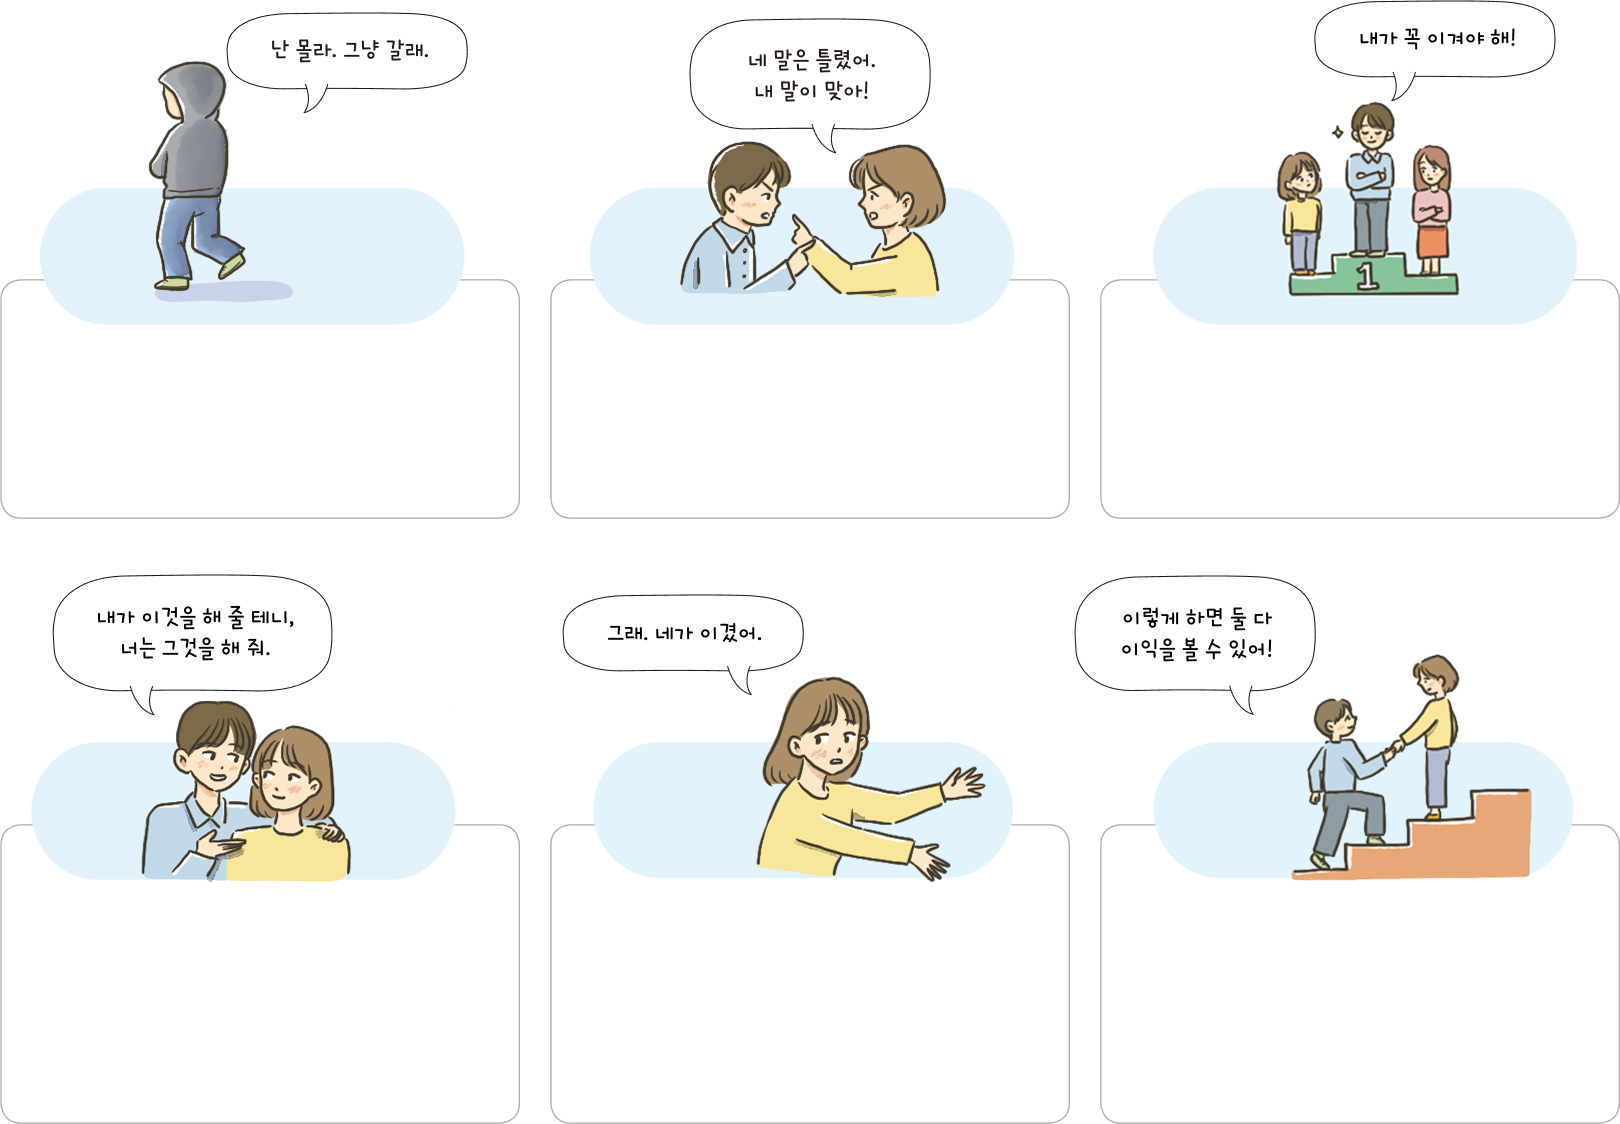 난 몰라. 그냥 갈래.
네 말은 틀렸어.
내 말이 맞아!
내가 꼭 이겨야 해!
1
내가 이것을 해 줄 테니,
너는 그것을 해 줘.
그래. 네가 이겼어.
이렇게 하면 둘 다
이익을 볼 수 있어!